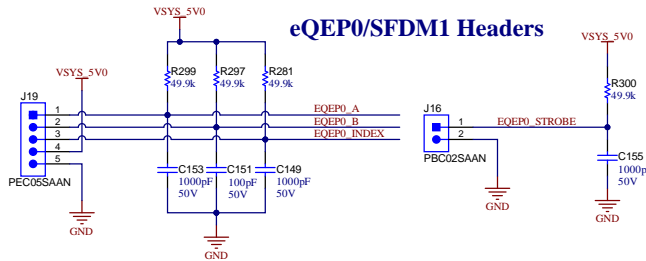 VSYS_5V0
eQEP0/SFDM1 Headers
VSYS_5V0
VSYS_5V0
R299
49.9k
R297
49.9k
R281
49.9k
R300
49.9k
J19
1
2
3
4
5
PEC05SAAN
EQEP0_A
EQEP0_B
EQEP0_INDEX
J16
1
2
PBC02SAAN
EQEP0_STROBE
C153
1000pF
50V
C151
100pF
50V
C149
1000pF
50V
C155
1000p
50V
GND
GND
GND
GND